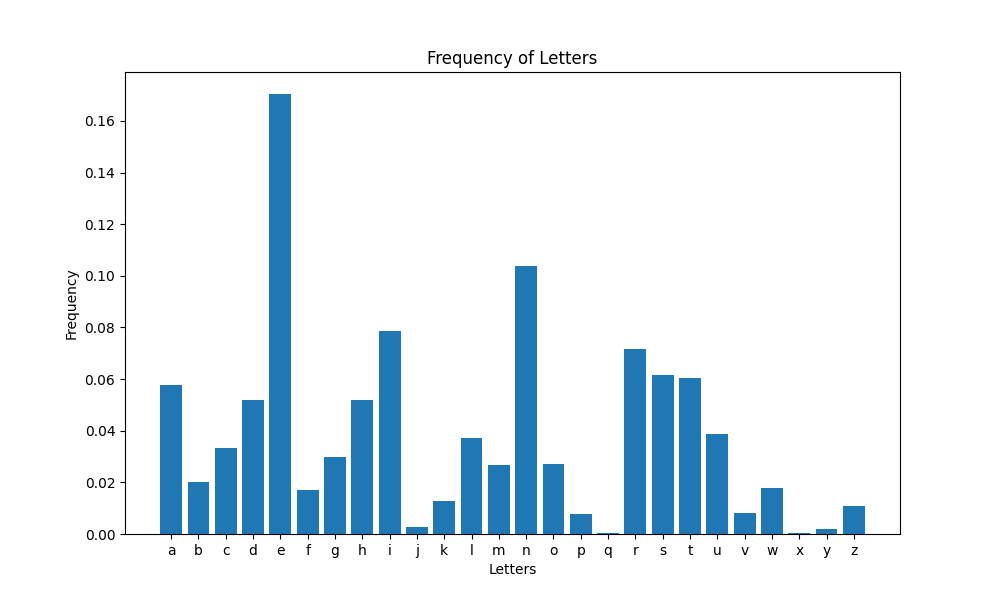 Frequency of Letters
0.16
0.14
0.12
0.10
0.08
0.06
0.04
0.02
0.00
Frequency
a b c d e f g h i j k l m n o p q r s t u v w x y z
Letters